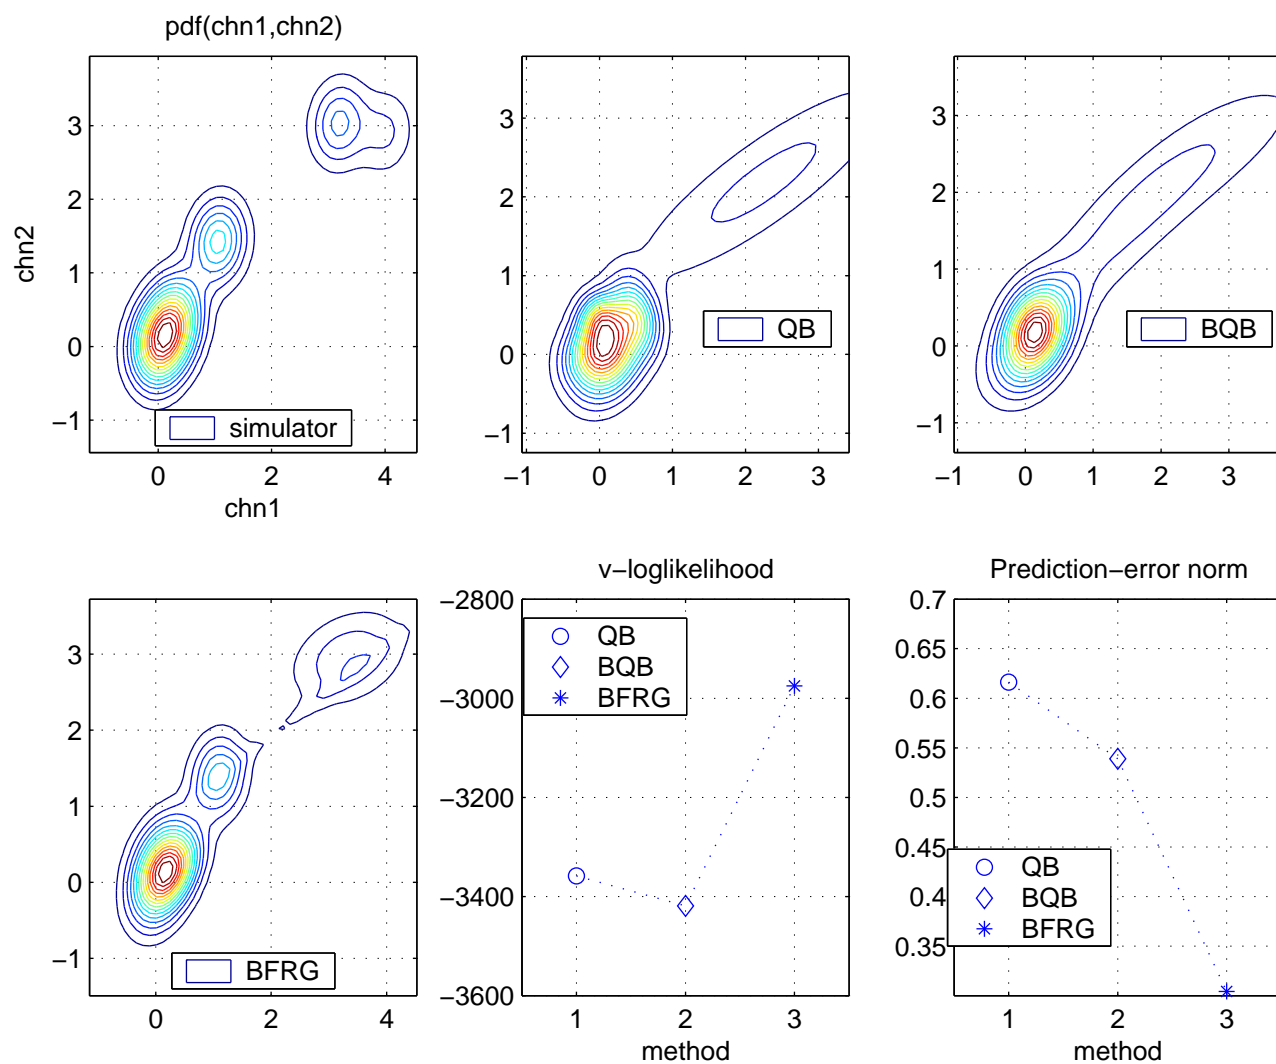 pdf(chn1,chn2)
chn2
3
2
1
0
−1
simulator
0 2 4
chn1
3
2
1
0
−1
QB
−1 0 1 2 3
3
2
1
0
−1
BQB
−1 0 1 2 3
3
2
1
0
−1
BFRG
0 2 4
v−loglikelihood
−2800
−3000
−3200
−3400
−3600
QB
BQB
BFRG
1 2 3
method
Prediction−error norm
0.7
0.65
0.6
0.55
0.5
0.45
0.4
0.35
QB
BQB
BFRG
1 2 3
method